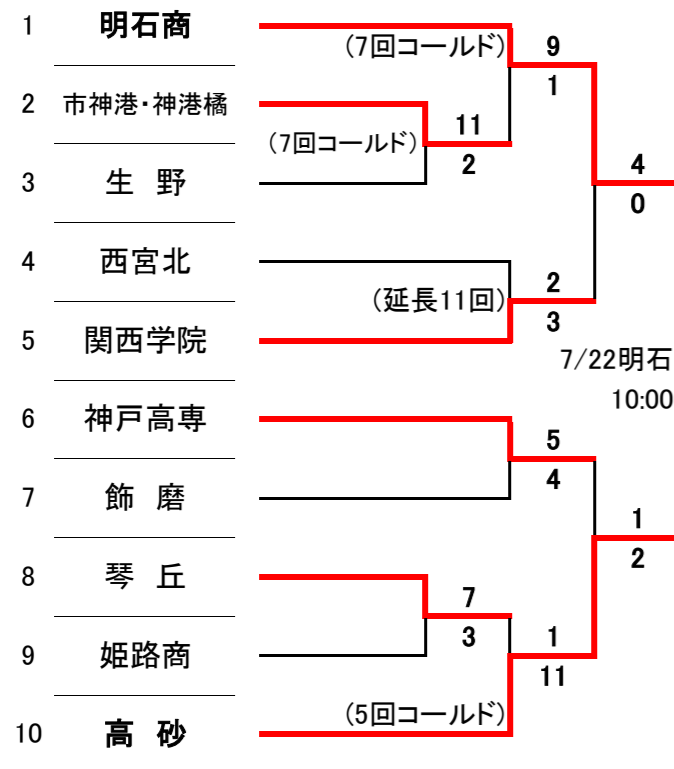 1 明石商
(7回コールド) 9
1
2 市神港・神港橘
11
(7回コールド)
2
4
0
3 生 野
4 西宮北
2
(延長11回)
3
5 関西学院
7/22明石
10:00
6 神戸高専
5
4
7 飾 磨
1
2
8 琴 丘
7
3
1
11
9 姫路商
(5回コールド)
10 高 砂